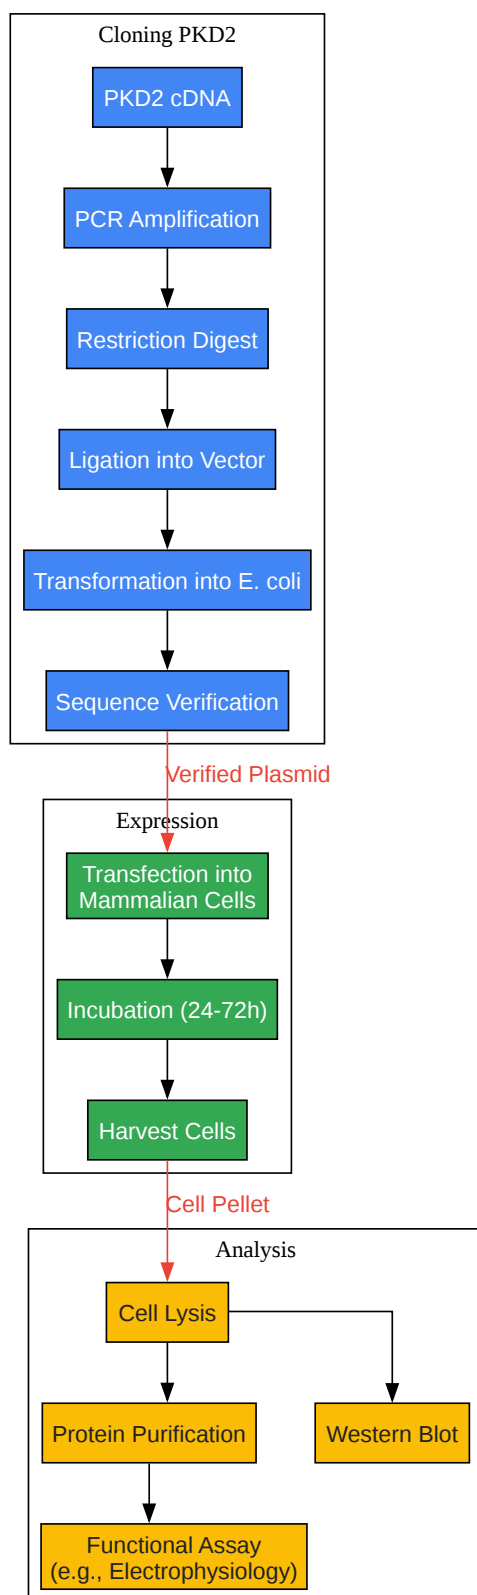 Cloning PKD2
PKD2 cDNA
PCR Amplification
Restriction Digest
Ligation into Vector
Transformation into E. coli
Sequence Verification
Verified Plasmid
Expression
Transfection into
Mammalian Cells
Incubation (24-72h)
Harvest Cells
Cell Pellet
Analysis
Cell Lysis
Protein Purification
Western Blot
Functional Assay
(e.g., Electrophysiology)